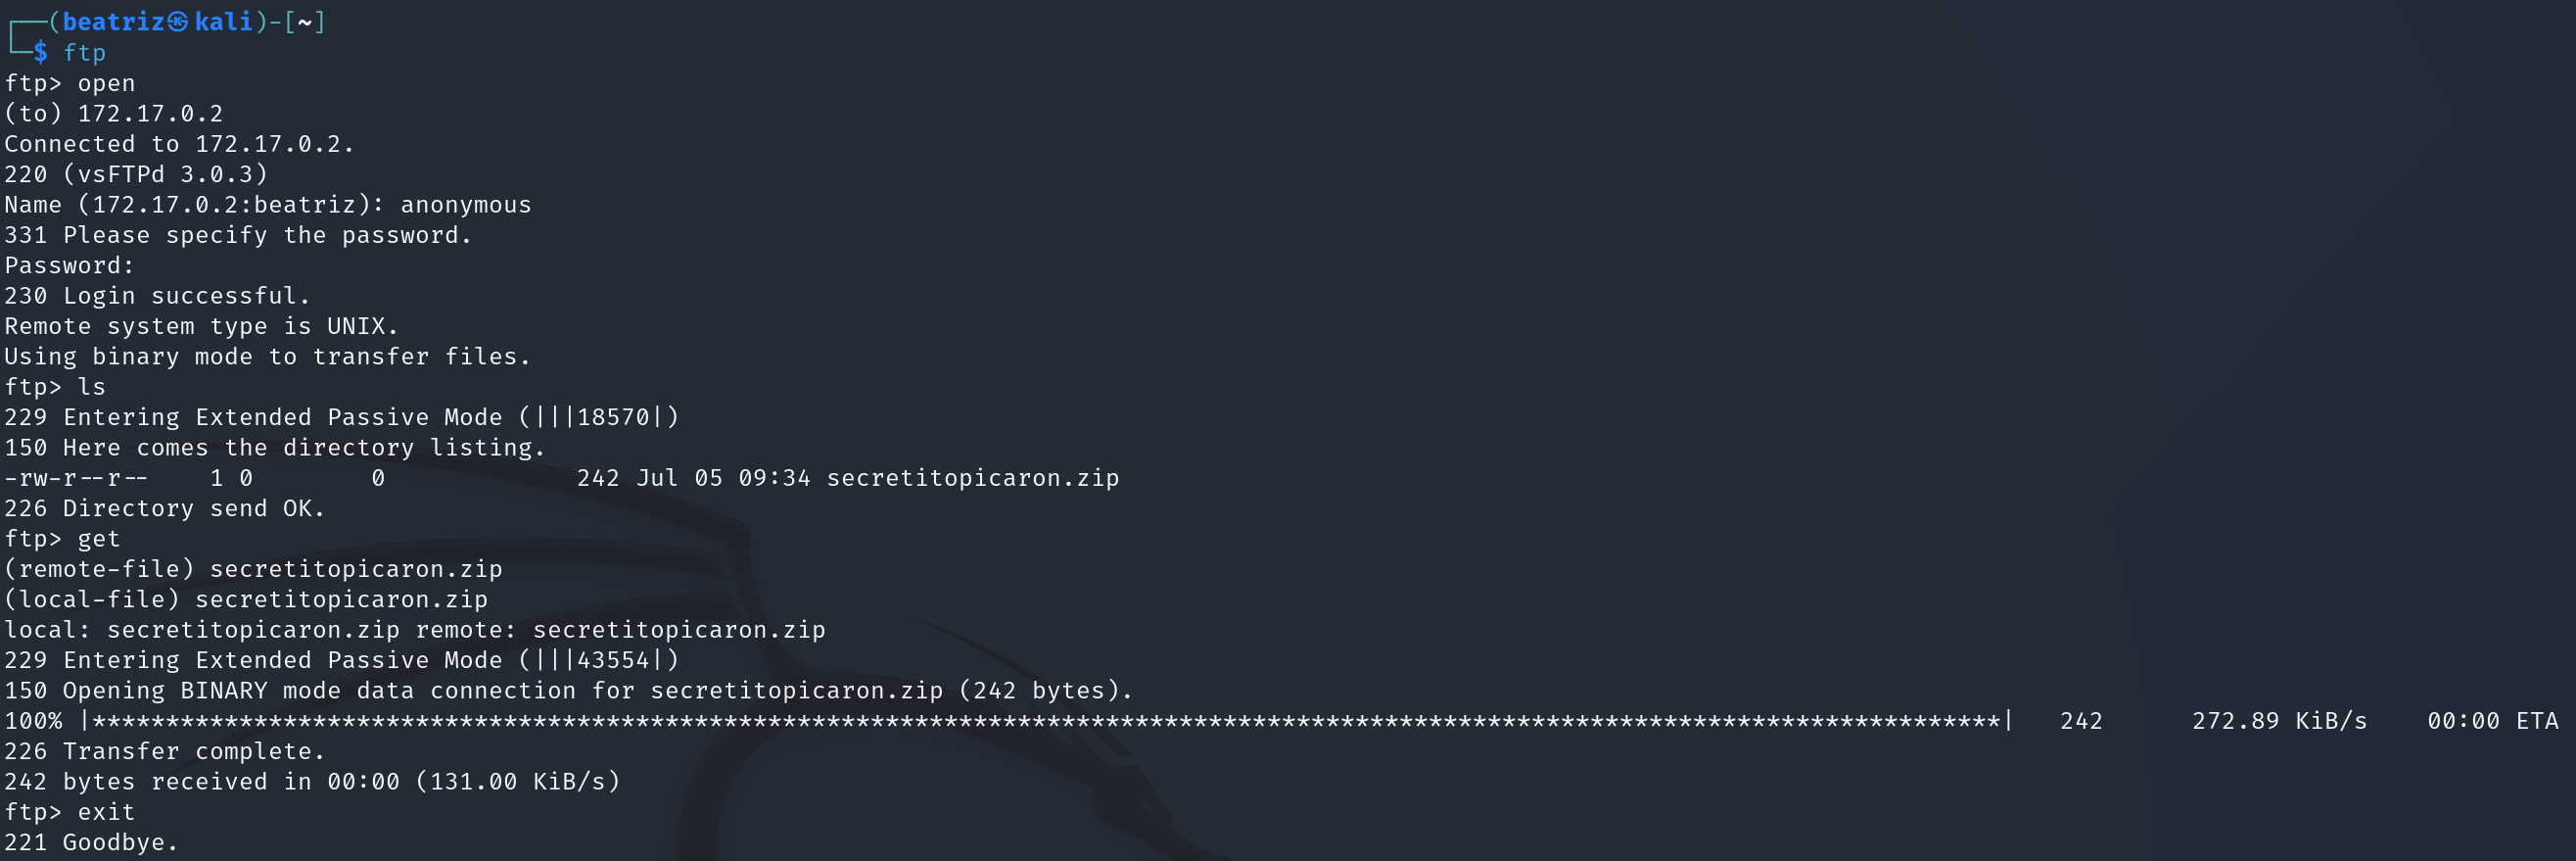 ┌──(beatriz㉿kali)-[~]
└─$ ftp
ftp> open
(to) 172.17.0.2
Connected to 172.17.0.2.
220 (vsFTPd 3.0.3)
Name (172.17.0.2:beatriz): anonymous
331 Please specify the password.
Password:
230 Login successful.
Remote system type is UNIX.
Using binary mode to transfer files.
ftp> ls
229 Entering Extended Passive Mode (|||18570|)
150 Here comes the directory listing.
-rw-r--r--    1 0        0             242 Jul 05 09:34 secretitopicaron.zip
226 Directory send OK.
ftp> get
(remote-file) secretitopicaron.zip
(local-file) secretitopicaron.zip
local: secretitopicaron.zip remote: secretitopicaron.zip
229 Entering Extended Passive Mode (|||43554|)
150 Opening BINARY mode data connection for secretitopicaron.zip (242 bytes).
100% |**********************************************************************************************************************************|   242      272.89 KiB/s    00:00 ETA
226 Transfer complete.
242 bytes received in 00:00 (131.00 KiB/s)
ftp> exit
221 Goodbye.